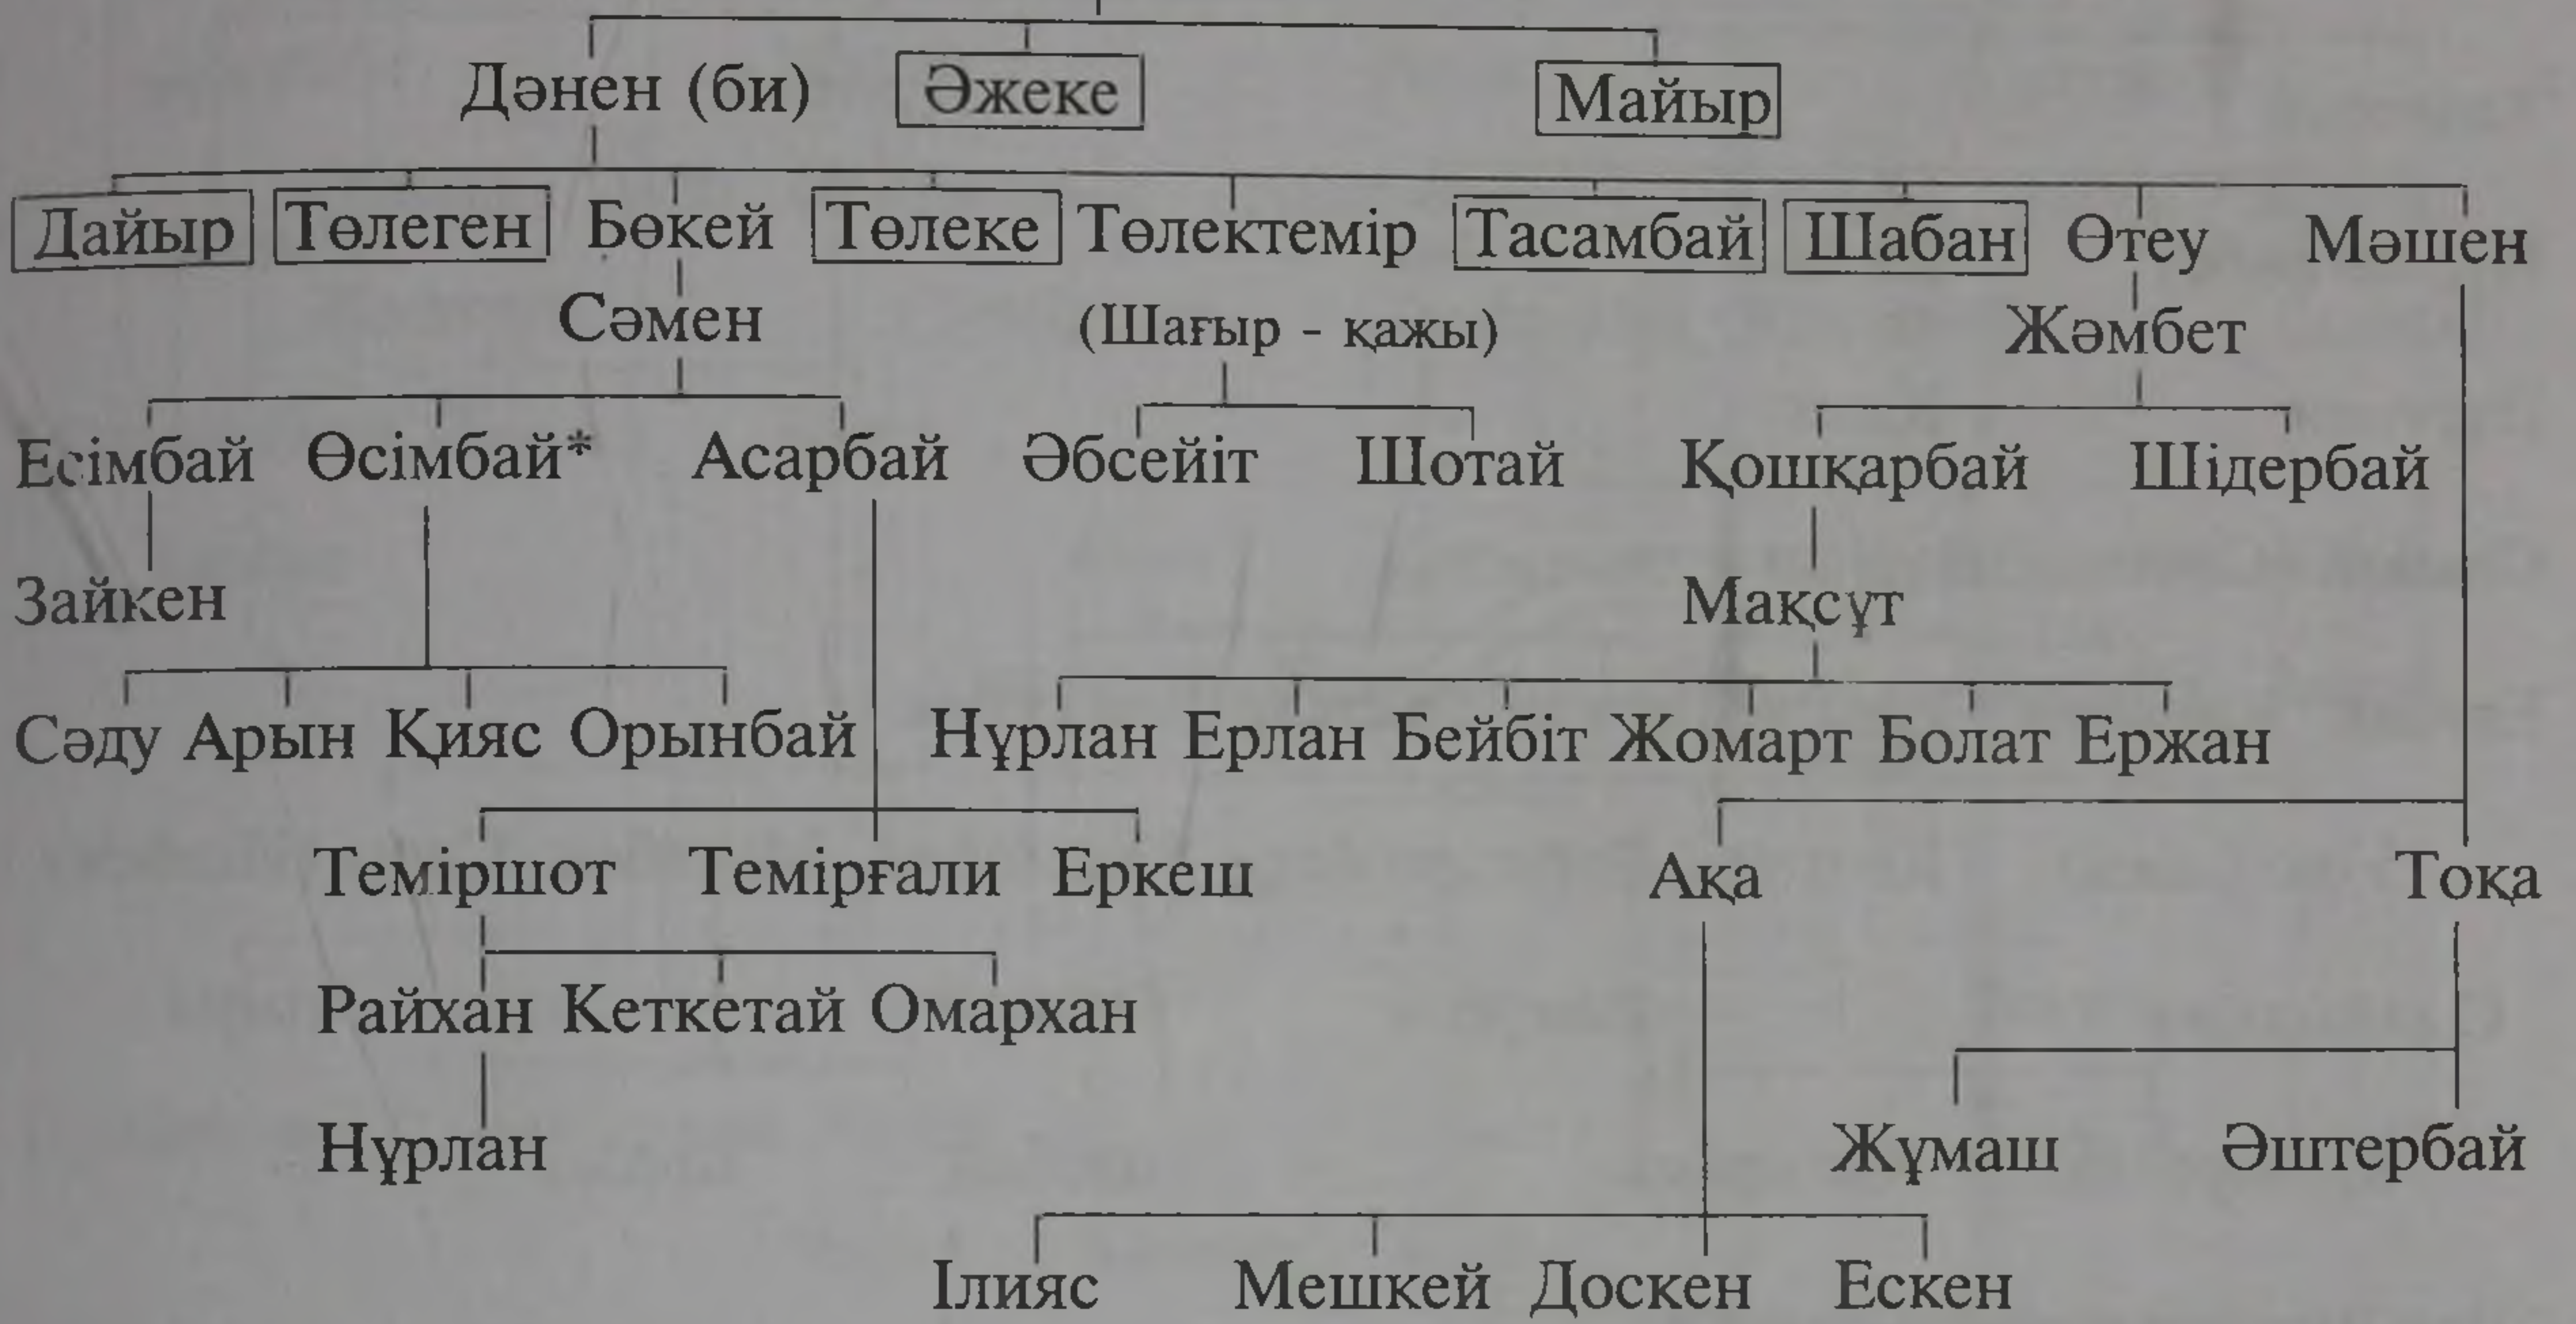 Дәнен (би) Әжеке Майыр
Дайыр Төлеген Бөкей Төлеке Төлектемір Тасамбай Шабан Өтеу Мәшен
Сәмен (Шағыр - қажы) Жәмбет
Есімбай Өсімбай* Асарбай Әбсейіт Шотай Қошқарбай Шідербай
Зайкен Мақсұт
Сәду Арын Қияс Орынбай Нұрлан Ерлан Бейбіт Жомарт Болат Ержан
Теміршот Темірғали Еркеш Ақа Тоқа
Райхан Кеткетай Омархан
Нұрлан Жұмаш Әштербай
Ілияс Мешкей Доскен Ескен